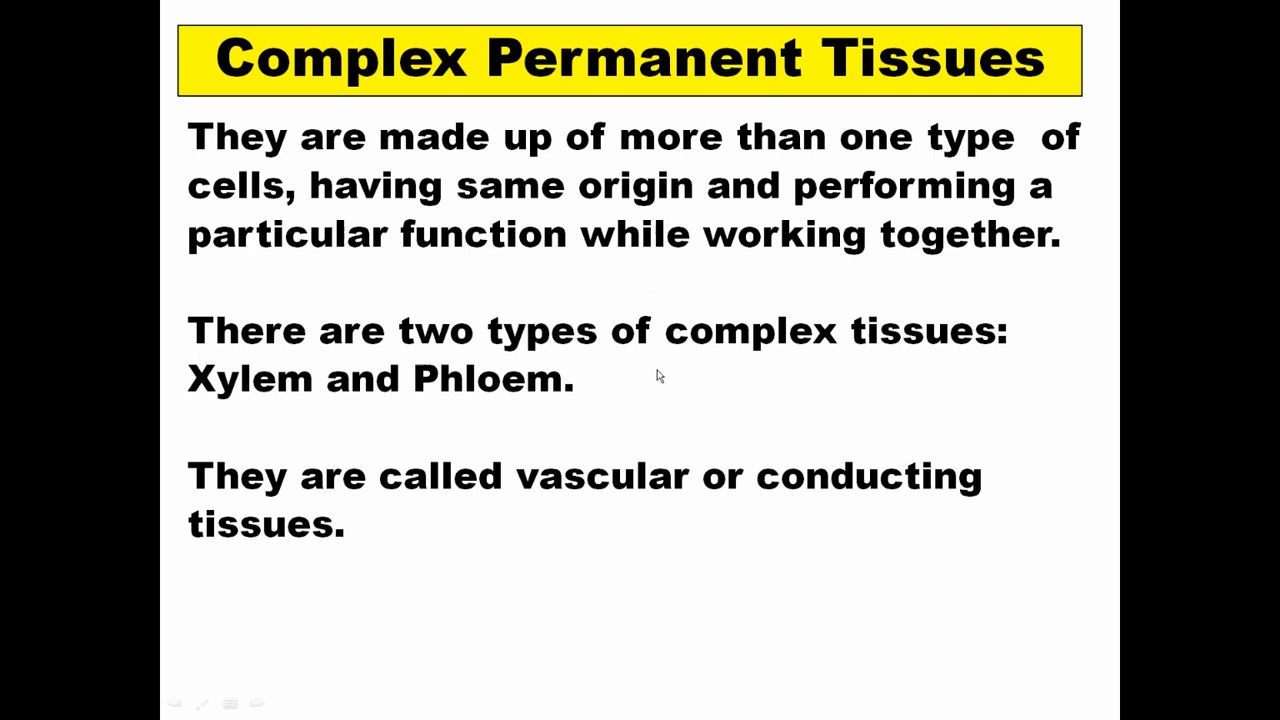 Complex Permanent Tissues
They are made up of more than one type of
cells, having same origin and performing a
particular function while working together.
There are two types of complex tissues:
Xylem and Phloem.
They are called vascular or conducting
tissues.